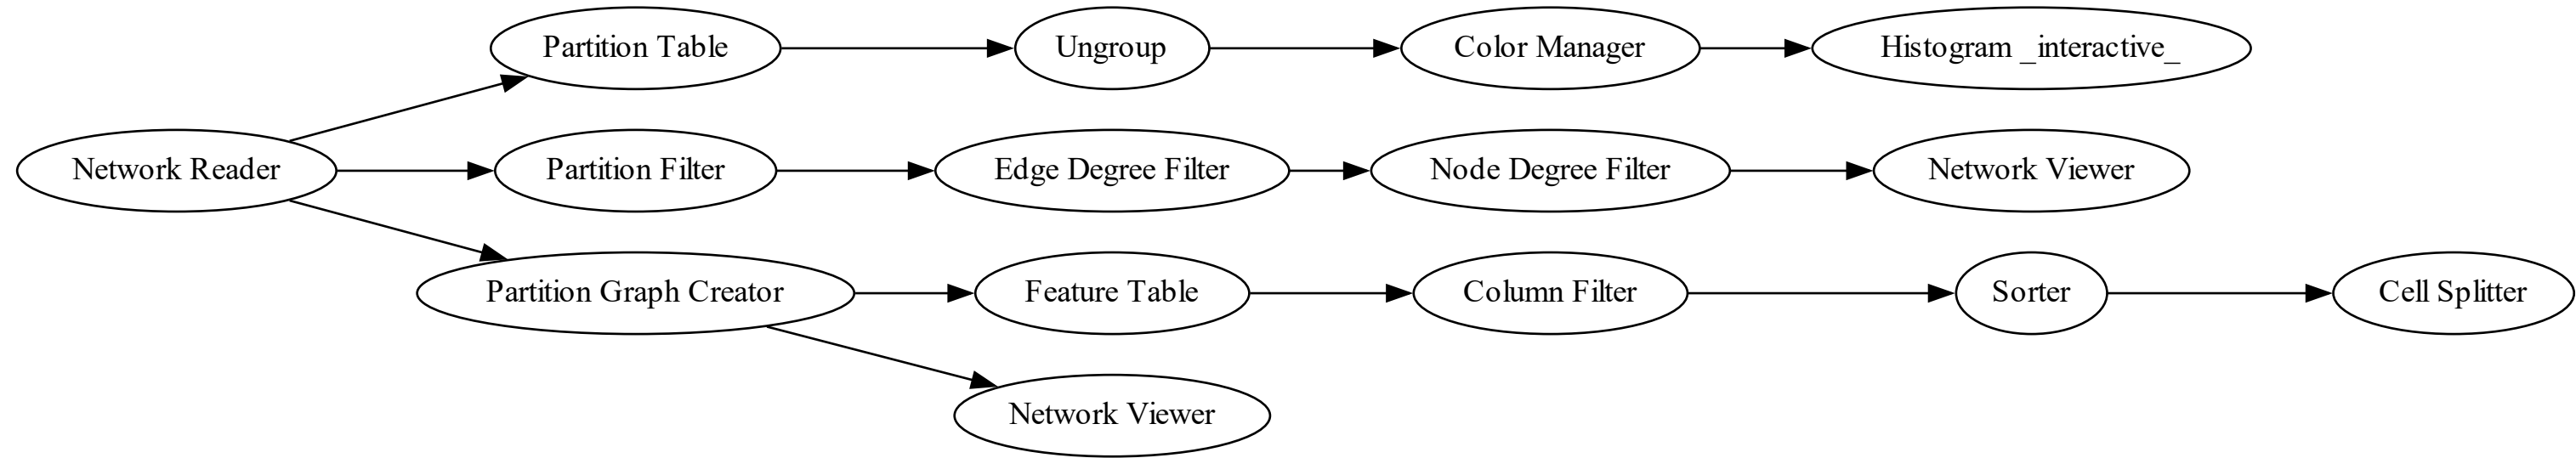 Partition Table
Ungroup
Color Manager
Histogram _interactive_
Network Reader
Partition Filter
Edge Degree Filter
Node Degree Filter
Network Viewer
Partition Graph Creator
Feature Table
Column Filter
Sorter
Cell Splitter
Network Viewer